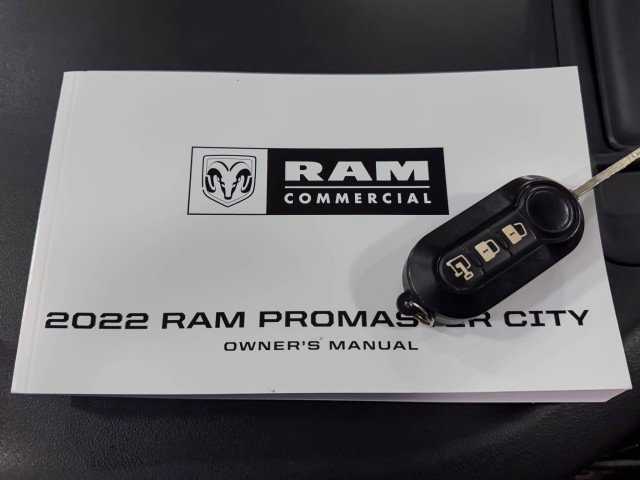 RAM
COMMERCIAL
2022 RAM PROMASTER CITY
OWNER'S MANUAL